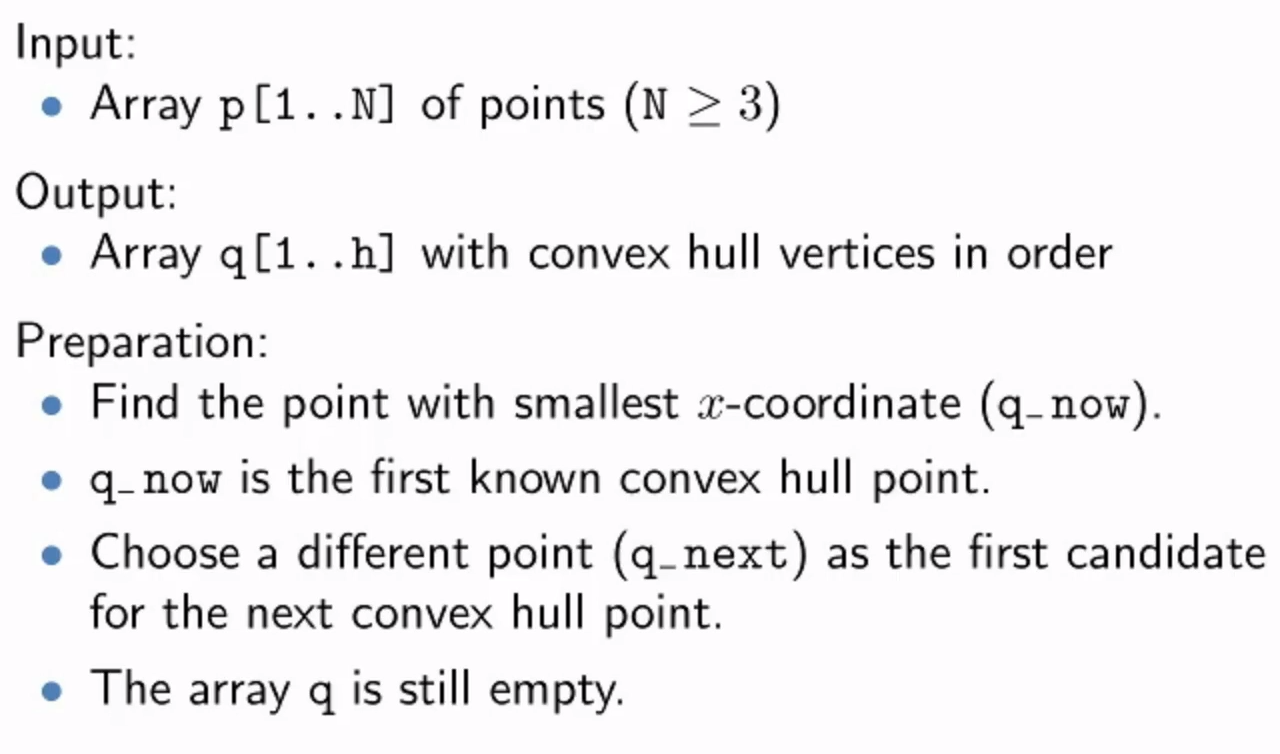 Input:
• Array p[1..N] of points (N ≥ 3)
Output:
• Array q[1..h] with convex hull vertices in order
Preparation:
• Find the point with smallest x-coordinate (q_now).
• q_now is the first known convex hull point.
• Choose a different point (q_next) as the first candidate
for the next convex hull point.
• The array q is still empty.